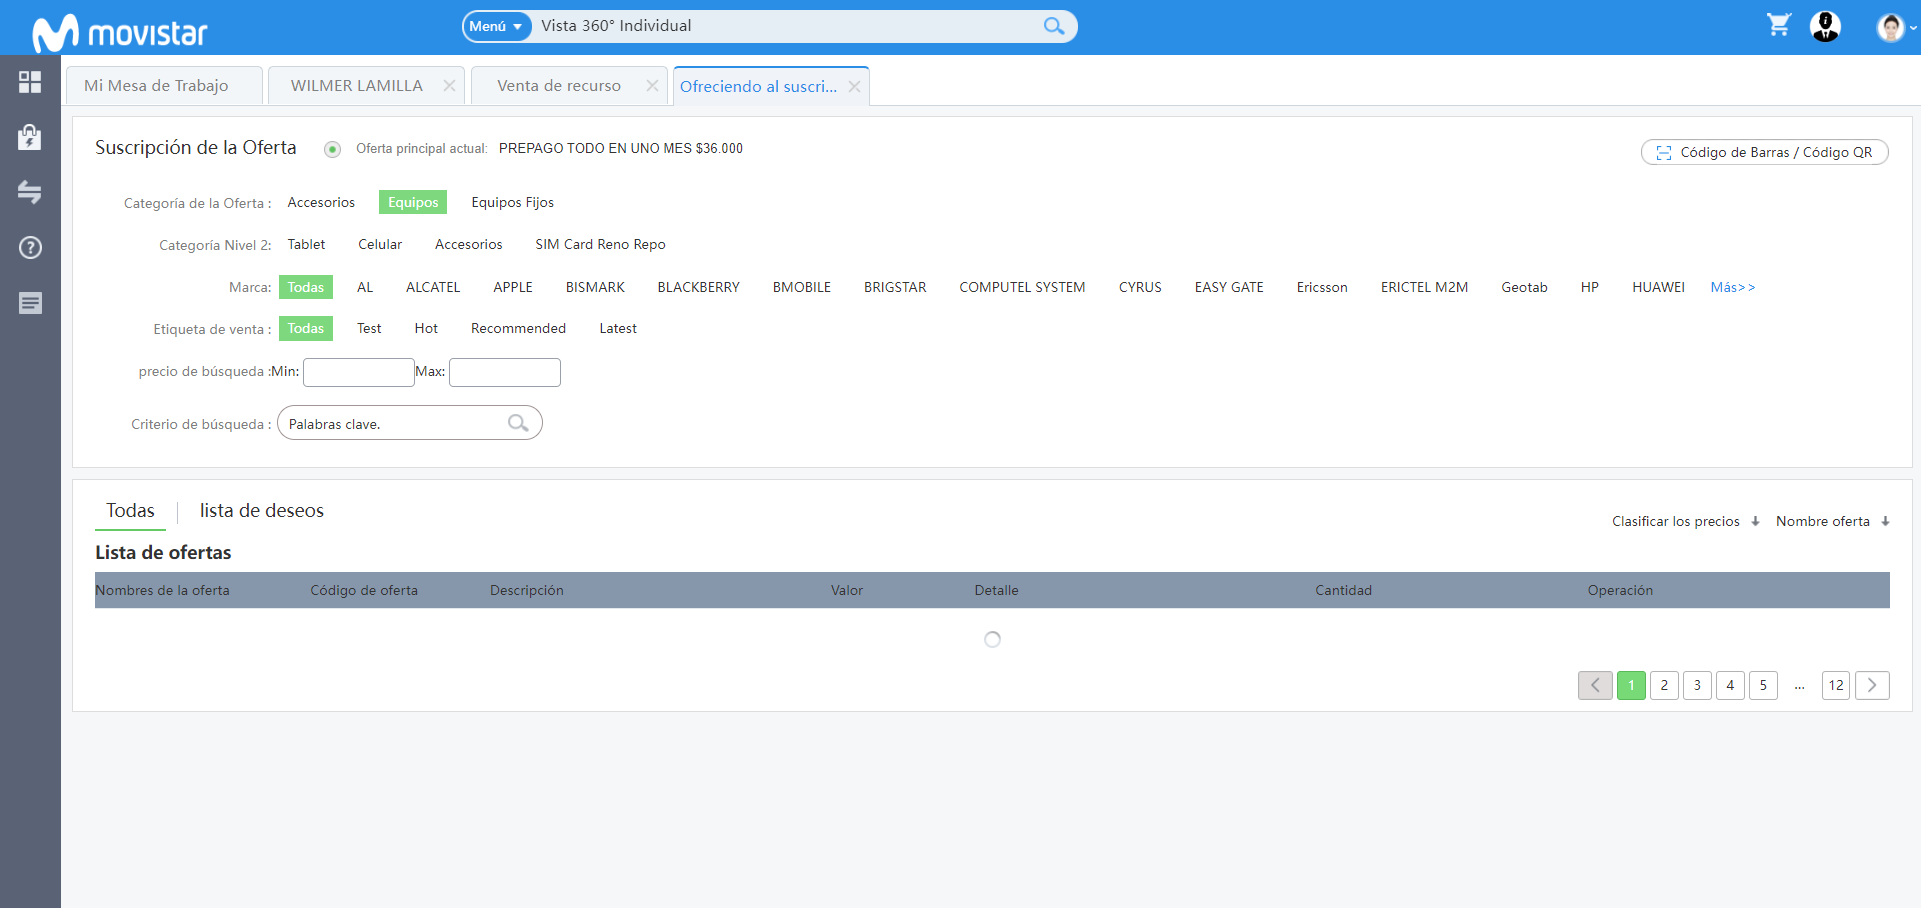 movistar
Menú Vista 360° Individual
Mi Mesa de Trabajo WILMER LAMILLA Venta de recurso Ofreciendo al suscri...
Suscripción de la Oferta Oferta principal actual: PREPAGO TODO EN UNO MES $36.000 Código de Barras / Código QR
Categoría de la Oferta : Accesorios Equipos Equipos Fijos
Categoría Nivel 2: Tablet Celular Accesorios SIM Card Reno Repo
Marca: Todas AL ALCATEL APPLE BISMARK BLACKBERRY BMOBILE BRIGSTAR COMPUTEL SYSTEM CYRUS EASY GATE Ericsson ERICTEL M2M Geotab HP HUAWEI Más>>
Etiqueta de venta : Todas Test Hot Recommended Latest
precio de búsqueda :Min: Max:
Criterio de búsqueda : Palabras clave.
Todas lista de deseos
Clasificar los precios Nombre oferta
Lista de ofertas
Nombres de la oferta Código de oferta Descripción Valor Detalle Cantidad Operación
1 2 3 4 5 ... 12